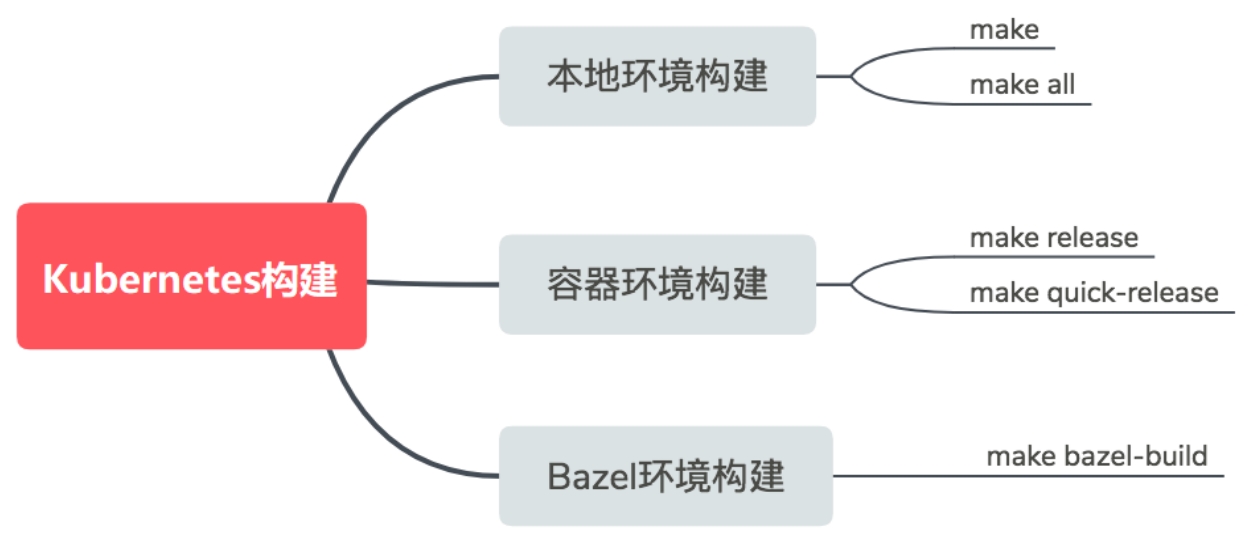 Kubernetes构建
本地环境构建
make
make all
容器环境构建
make release
make quick-release
Bazel环境构建
make bazel-build